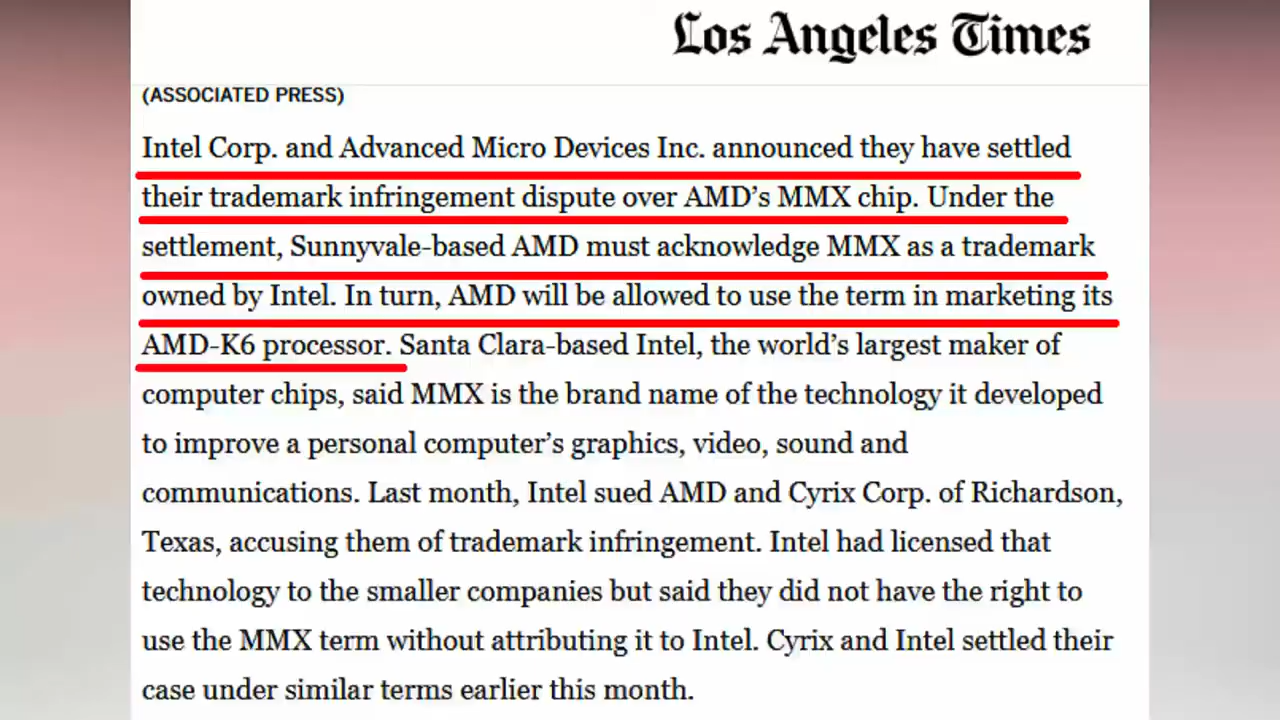 Los Angeles Times
(ASSOCIATED PRESS)
Intel Corp. and Advanced Micro Devices Inc. announced they have settled
their trademark infringement dispute over AMD’s MMX chip. Under the
settlement, Sunnyvale-based AMD must acknowledge MMX as a trademark
owned by Intel. In turn, AMD will be allowed to use the term in marketing its
AMD-K6 processor. Santa Clara-based Intel, the world’s largest maker of
computer chips, said MMX is the brand name of the technology it developed
to improve a personal computer’s graphics, video, sound and
communications. Last month, Intel sued AMD and Cyrix Corp. of Richardson,
Texas, accusing them of trademark infringement. Intel had licensed that
technology to the smaller companies but said they did not have the right to
use the MMX term without attributing it to Intel. Cyrix and Intel settled their
case under similar terms earlier this month.